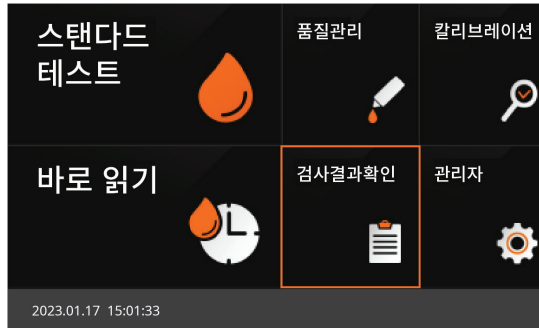 스탠다드
테스트
품질관리
칼리브레이션
바로 읽기
검사결과확인
관리자
2023.01.17 15:01:33